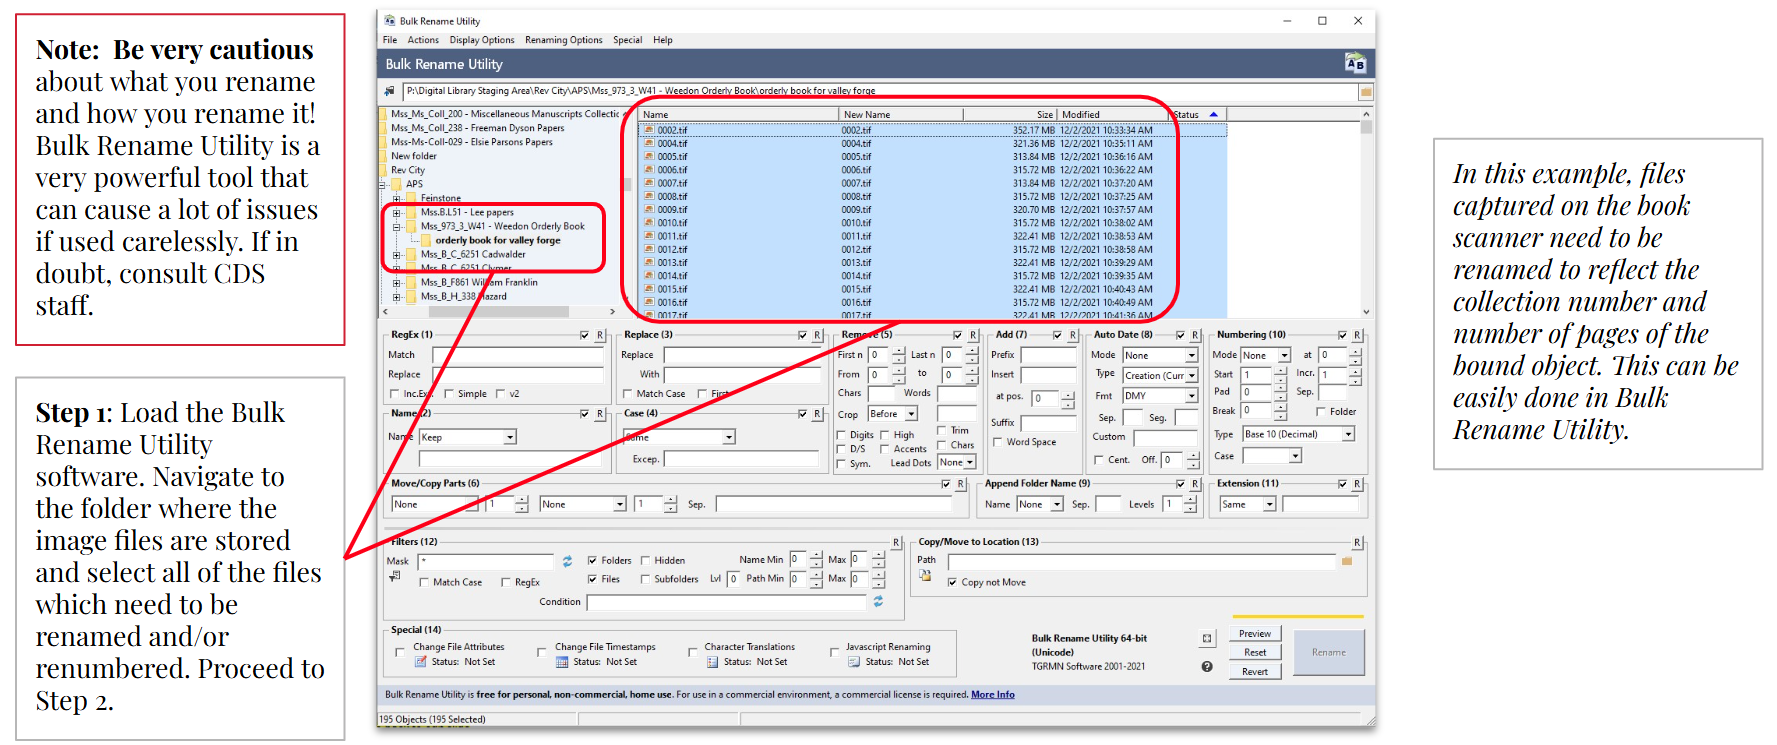 Note: Be very cautious
about what you rename
and how you rename it!
Bulk Rename Utility is a
very powerful tool that
can cause a lot of issues
if used carelessly. If in
doubt, consult CDS
staff.
Step 1: Load the Bulk
Rename Utility
software. Navigate to
the folder where the
image files are stored
and select all of the files
which need to be
renamed and/or
renumbered. Proceed to
Step 2.
Bulk Rename Utility
File Actions Display Options Renaming Options Special Help
Bulk Rename Utility
P:\Digital Library Staging Area\Rev City\APS\Mss_973_3_W41 - Weedon Orderly Book\orderly book for valley forge
Mss_Ms_Coll_200 - Miscellaneous Manuscripts Collectic
Mss_Ms_Coll_238 - Freeman Dyson Papers
Mss-Ms-Coll-029 - Elsie Parsons Papers
New folder
Rev City
APS
Feinstone
Mss.B.L51 - Lee papers
Mss_973_3_W41 - Weedon Orderly Book
orderly book for valley forge
Mss_B_C_6251 Cadwalder
Mss_B_C_6251 Clymer
Mss_B_F861 William Franklin
Mss_B_H_338 Hazard
Name New Name Size Modified Status
0002.tif 0002.tif 352.17 MB 12/2/2021 10:33:34 AM
0004.tif 0004.tif 321.36 MB 12/2/2021 10:35:11 AM
0005.tif 0005.tif 313.84 MB 12/2/2021 10:36:16 AM
0006.tif 0006.tif 315.72 MB 12/2/2021 10:36:22 AM
0007.tif 0007.tif 313.84 MB 12/2/2021 10:37:20 AM
0008.tif 0008.tif 315.72 MB 12/2/2021 10:37:25 AM
0009.tif 0009.tif 320.70 MB 12/2/2021 10:37:57 AM
0010.tif 0010.tif 315.72 MB 12/2/2021 10:38:02 AM
0011.tif 0011.tif 322.41 MB 12/2/2021 10:38:53 AM
0012.tif 0012.tif 315.72 MB 12/2/2021 10:38:58 AM
0013.tif 0013.tif 322.41 MB 12/2/2021 10:39:29 AM
0014.tif 0014.tif 315.72 MB 12/2/2021 10:39:35 AM
0015.tif 0015.tif 322.41 MB 12/2/2021 10:40:43 AM
0016.tif 0016.tif 315.72 MB 12/2/2021 10:40:49 AM
0017.tif 0017.tif 322.41 MB 12/2/2021 10:41:36 AM
RegEx (1) R
Match
Replace
Inc.Ext. Simple v2
Replace (3) R
Replace
With
Match Case First
Remove (5) R
First n 0 Last n 0
From 0 to 0
Chars Words
Crop Before
Digits High Trim
D/S Accents Chars
Sym. Lead Dots None
Add (7) R
Prefix
Insert
at pos. 0
Suffix
Word Space
Auto Date (8) R
Mode None
Type Creation (Curr
Fmt DMY
Sep. Seg.
Custom
Cent. Off. 0
Numbering (10) R
Mode None at 0
Start 1 Incr. 1
Pad 0 Sep.
Break 0 Folder
Type Base 10 (Decimal)
Case
Name (2) R
Name Keep
Case (4) R
Same
Excep.
Move/Copy Parts (6) R
None 1 None 1 Sep.
Append Folder Name (9) R
Name None Sep. Levels 1
Extension (11) R
Same
Filters (12) R
Mask *
Match Case RegEx
Folders Hidden Name Min 0 Max 0
Files Subfolders Lvl 0 Path Min 0 Max 0
Condition
Copy/Move to Location (13) R
Path
Copy not Move
Special (14)
Change File Attributes Change File Timestamps Character Translations Javascript Renaming
Status: Not Set Status: Not Set Status: Not Set Status: Not Set
Bulk Rename Utility 64-bit
(Unicode)
TGRMN Software 2001-2021
Preview
Reset
Revert
Rename
Bulk Rename Utility is free for personal, non-commercial, home use. For use in a commercial environment, a commercial license is required. More Info
195 Objects (195 Selected)
In this example, files
captured on the book
scanner need to be
renamed to reflect the
collection number and
number of pages of the
bound object. This can be
easily done in Bulk
Rename Utility.